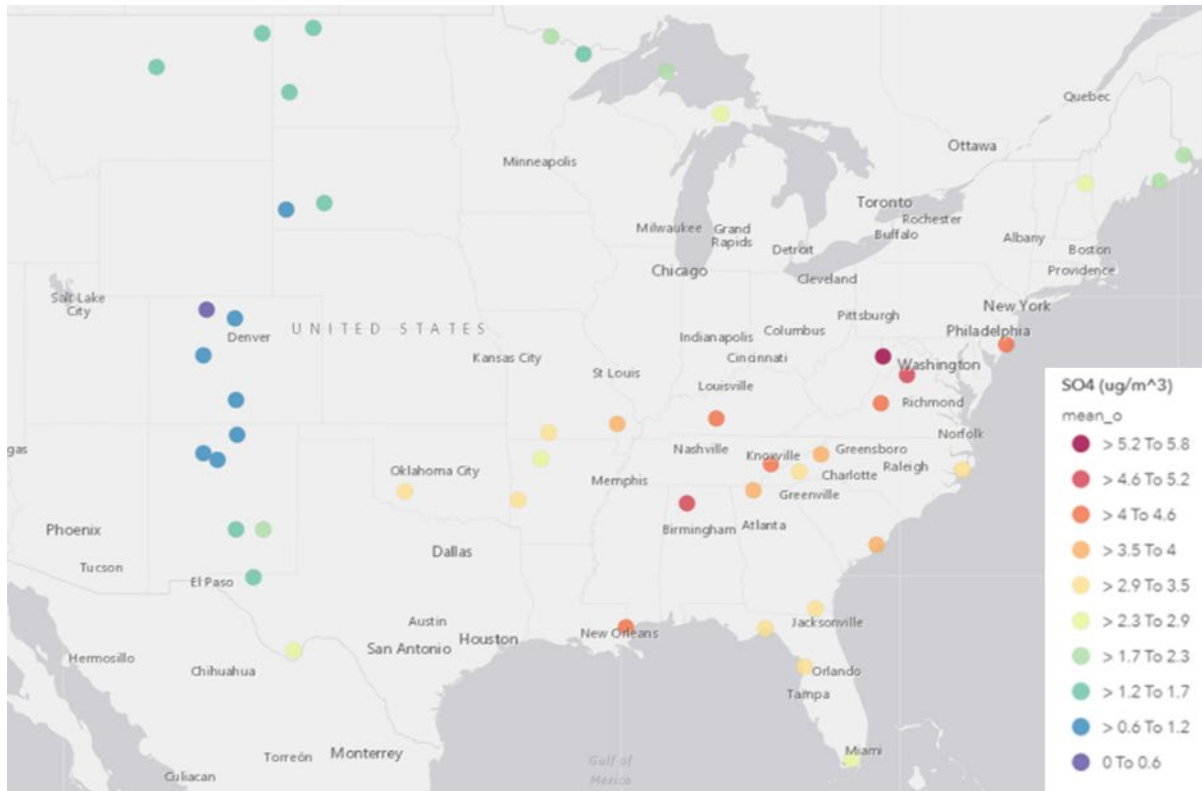 Quebec
Ottawa
Minneapolis
Toronto
Rochester
Buffalo
Milwaukee
Grand
Rapids
Detroit
Albany
Boston
Chicago
Cleveland
Providence
Salt Lake
City
New York
Pittsburgh
Denver
UNITED STATES
Indianapolis
Columbus
Philadelphia
Kansas City
Cincinnati
Washington
St Louis
Louisville
Richmond
gas
Nashville
Knoxville
Greensboro
Norfolk
Oklahoma City
Memphis
Charlotte
Raleigh
Greenville
Phoenix
Birmingham
Atlanta
Dallas
Tucson
El Paso
Austin
Jacksonville
Houston
New Orleans
San Antonio
Hermosillo
Chihuahua
Orlando
Tampa
Miami
Torreón
Monterrey
Gulf of
Mexico
Culiacan
SO4 (ug/m^3)
mean_o
> 5.2 To 5.8
> 4.6 To 5.2
> 4 To 4.6
> 3.5 To 4
> 2.9 To 3.5
> 2.3 To 2.9
> 1.7 To 2.3
> 1.2 To 1.7
> 0.6 To 1.2
0 To 0.6